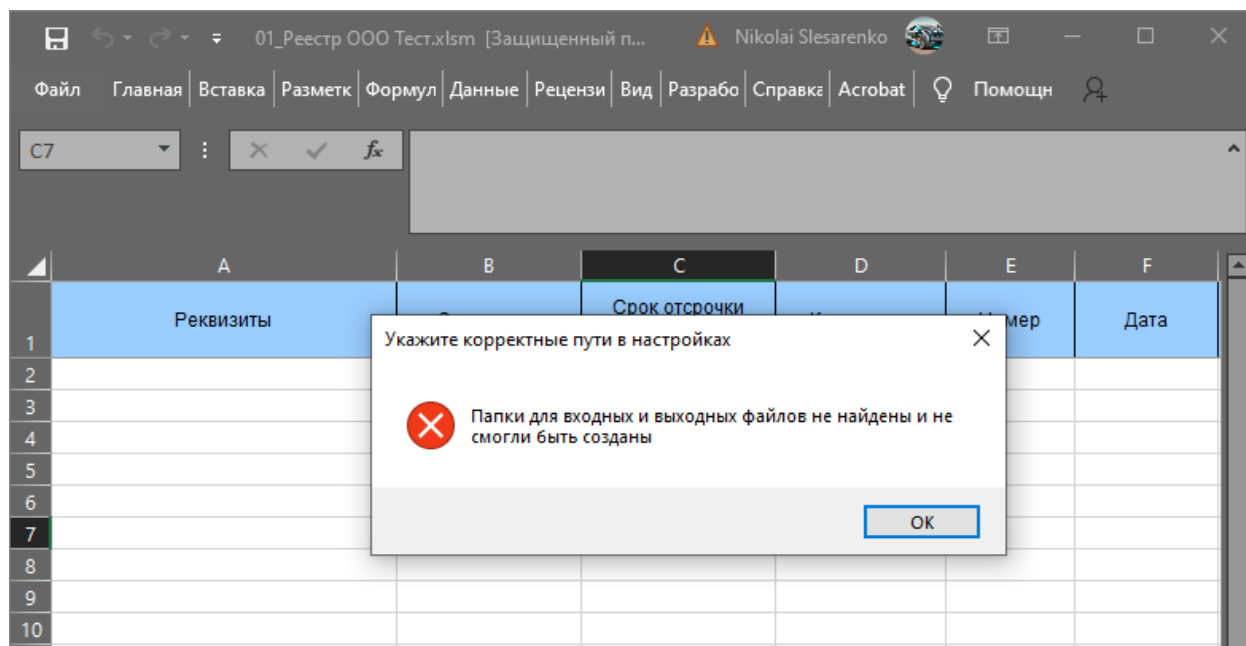 01_Реестр ООО Тест.xlsm [Защищенный п... Nikolai Slesarenko
Файл Главная Вставка Разметк Формул Данные Рецензи Вид Разрабо Справка Acrobat Помощн
C7 fx
A B C D E F
1 Реквизиты Срок отсрочки мер Дата
Укажите корректные пути в настройках
2
3
Папки для входных и выходных файлов не найдены и не
4 смогли быть созданы
5
6
7 ОК
8
9
10